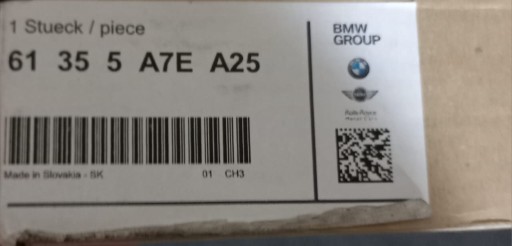 1 Stueck / piece
61 35 5 A7E A25
Made in Slovakia - SK
01 CH3
BMW
GROUP